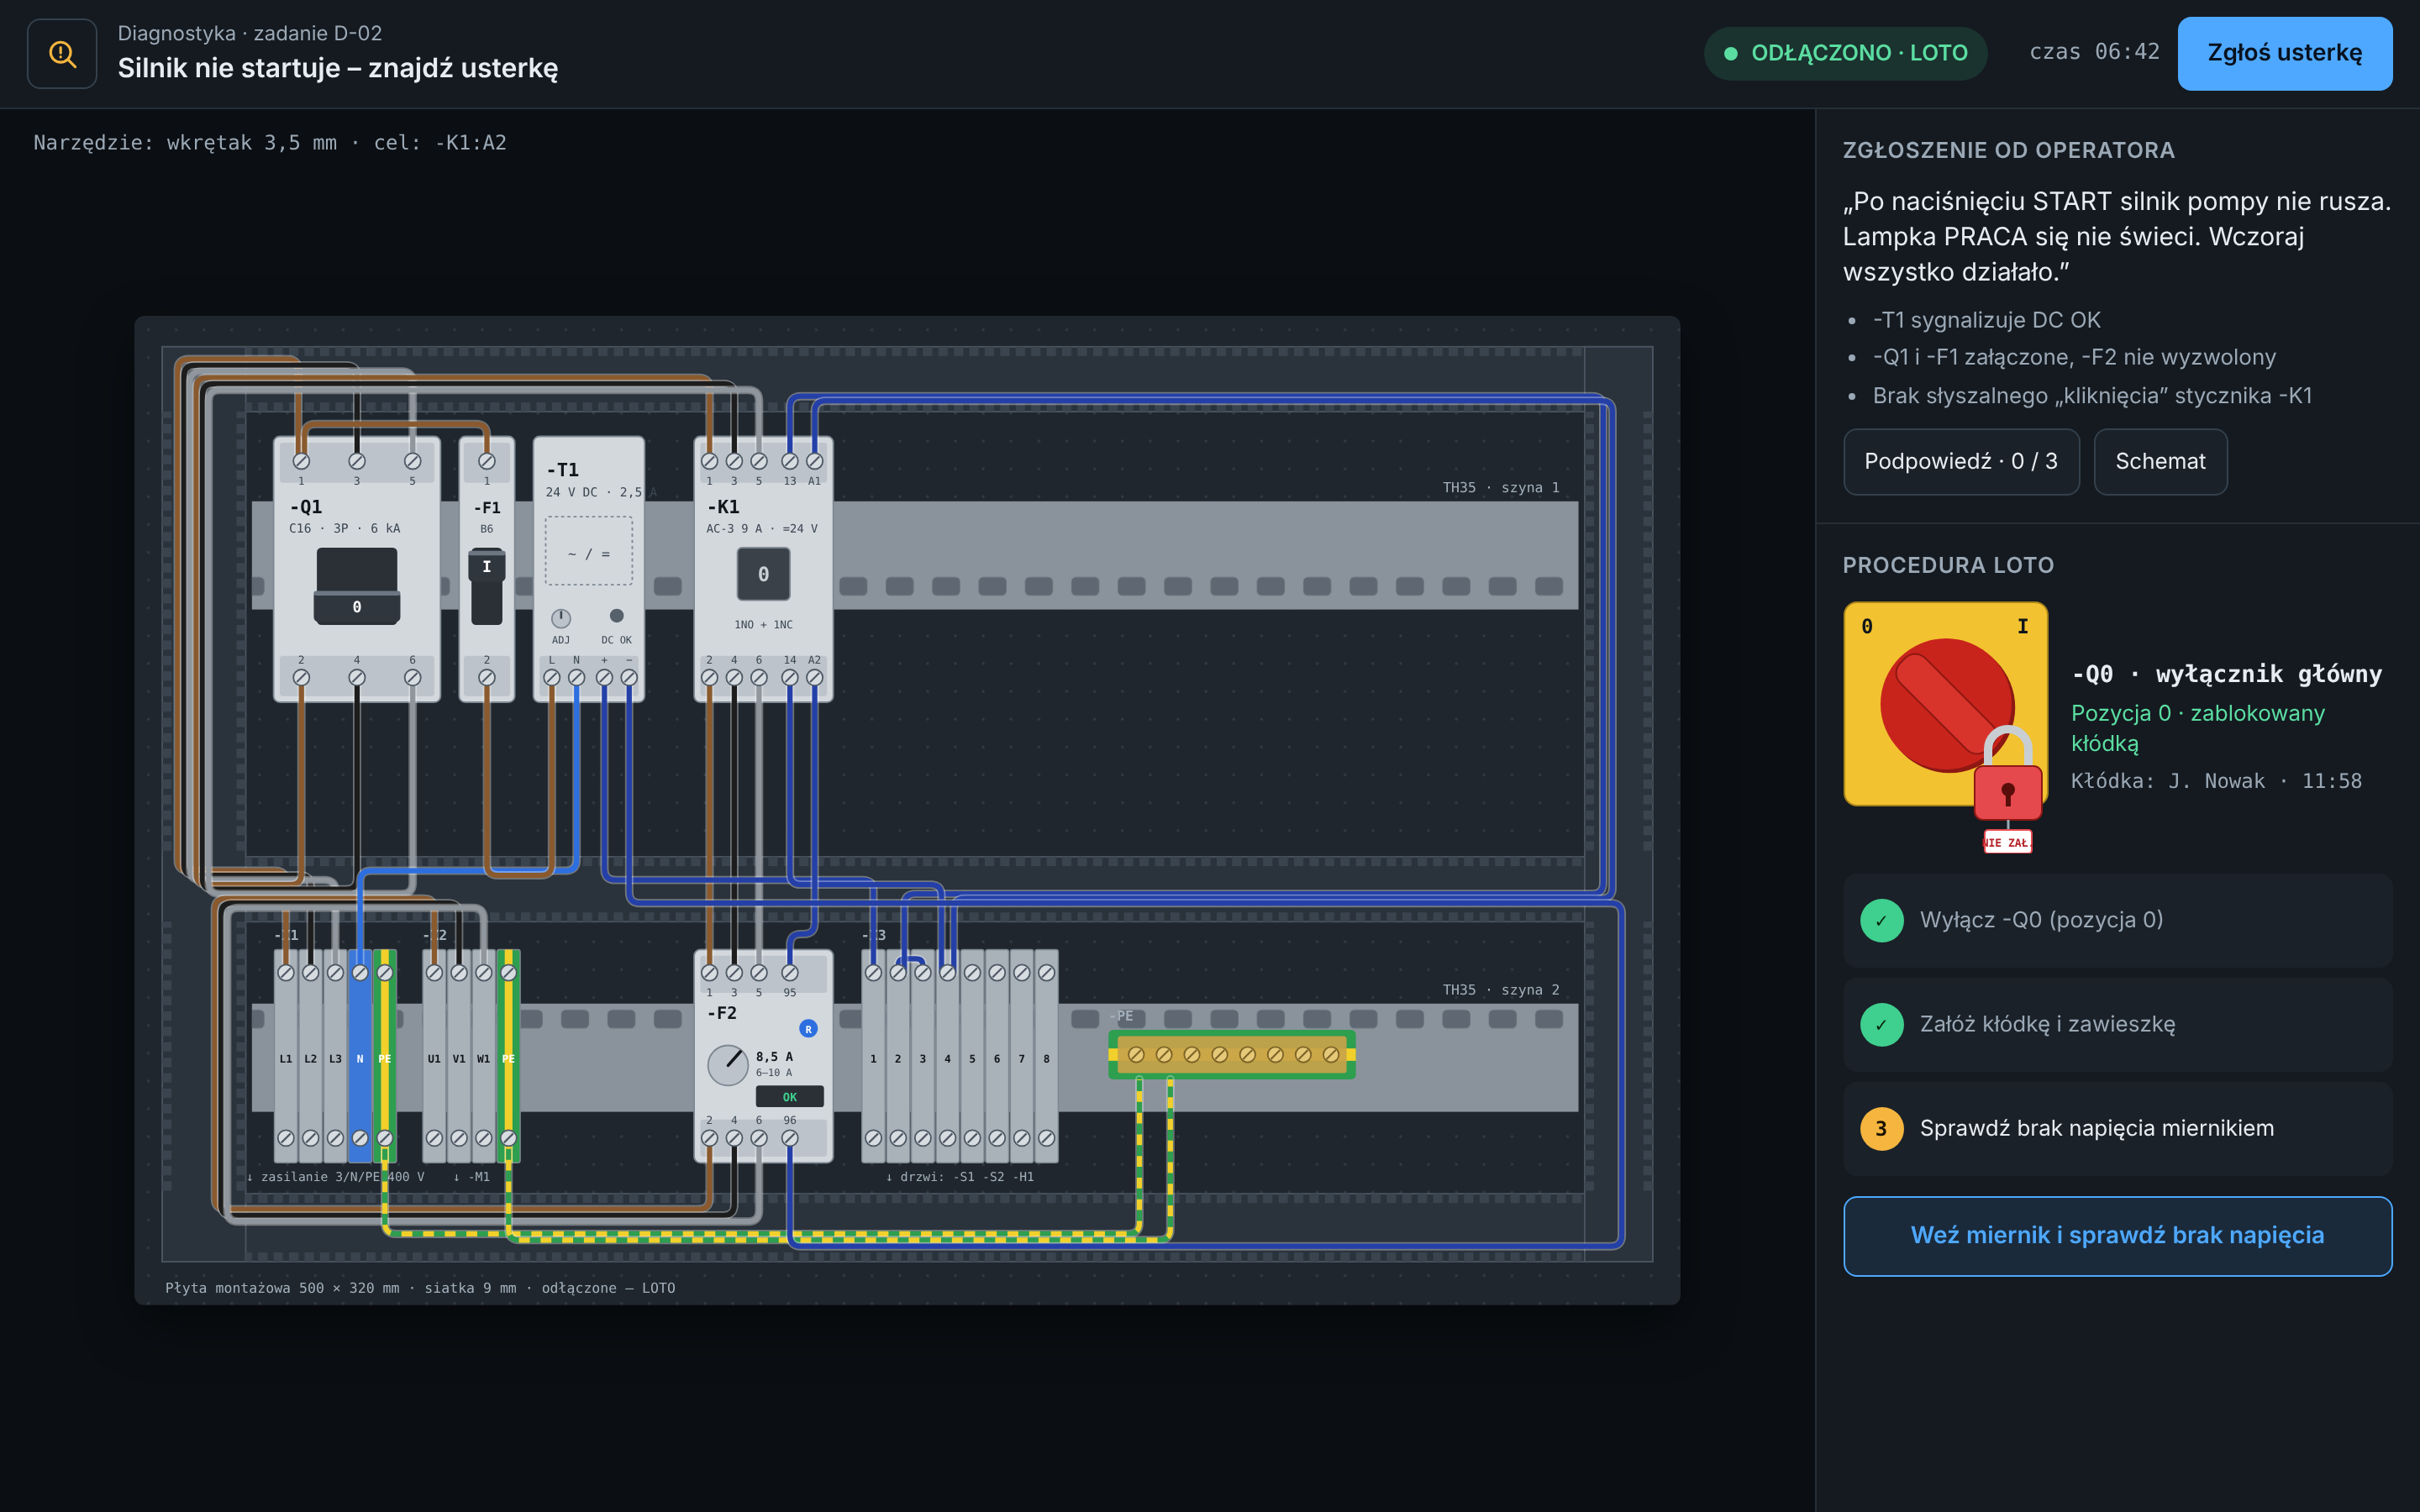 Diagnostyka · zadanie D-02
Silnik nie startuje – znajdź usterkę
ODŁĄCZONO · LOTO
czas 06:42
Zgłoś usterkę
Narzędzie: wkrętak 3,5 mm · cel: -K1:A2
1 3 5
-Q1
C16 · 3P · 6 kA
0
2 4 6
1
-F1
B6
I
2
-T1
24 V DC · 2,5 A
~ / =
ADJ DC OK
L N + −
1 3 5 13 A1
-K1
AC-3 9 A · =24 V
0
1NO + 1NC
2 4 6 14 A2
TH35 · szyna 1
L1 L2 L3 N PE
↓ zasilanie 3/N/PE 400 V
U1 V1 W1 PE
↓ -M1
1 3 5 95
-F2
R
8,5 A
6–10 A
OK
2 4 6 96
1 2 3 4 5 6 7 8
↓ drzwi: -S1 -S2 -H1
TH35 · szyna 2
-PE
Płyta montażowa 500 × 320 mm · siatka 9 mm · odłączone — LOTO
ZGŁOSZENIE OD OPERATORA
„Po naciśnięciu START silnik pompy nie rusza.
Lampka PRACA się nie świeci. Wczoraj
wszystko działało.”
• -T1 sygnalizuje DC OK
• -Q1 i -F1 załączone, -F2 nie wyzwolony
• Brak słyszalnego „kliknięcia” stycznika -K1
Podpowiedź · 0 / 3
Schemat
PROCEDURA LOTO
0 I
NIE ZAŁ.
-Q0 · wyłącznik główny
Pozycja 0 · zablokowany
kłódką
Kłódka: J. Nowak · 11:58
✓ Wyłącz -Q0 (pozycja 0)
✓ Załóż kłódkę i zawieszkę
3 Sprawdź brak napięcia miernikiem
Weź miernik i sprawdź brak napięcia